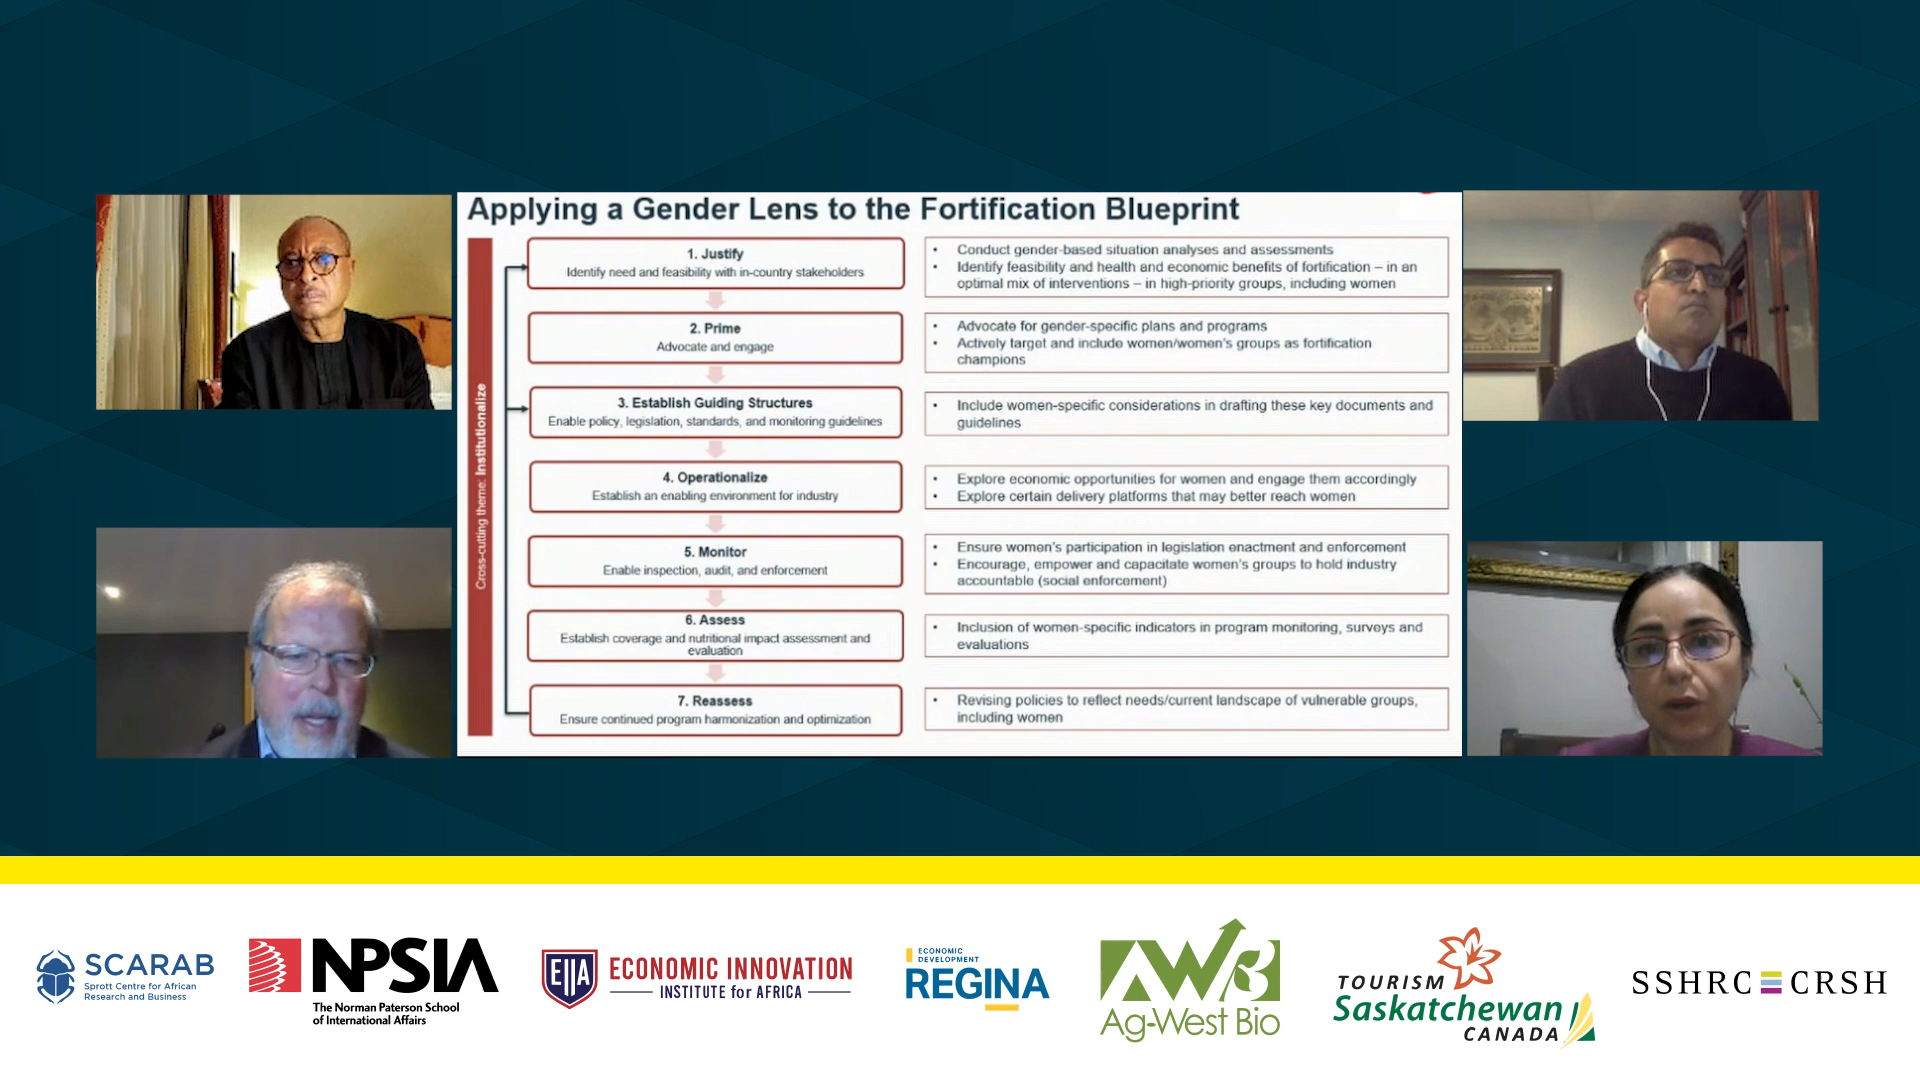 Applying a Gender Lens to the Fortification Blueprint
Cross-cutting theme: Institutionalize
1. Justify
Identify need and feasibility with in-country stakeholders
• Conduct gender-based situation analyses and assessments
• Identify feasibility and health and economic benefits of fortification – in an
optimal mix of interventions – in high-priority groups, including women
2. Prime
Advocate and engage
• Advocate for gender-specific plans and programs
• Actively target and include women/women's groups as fortification
champions
3. Establish Guiding Structures
Enable policy, legislation, standards, and monitoring guidelines
• Include women-specific considerations in drafting these key documents and
guidelines
4. Operationalize
Establish an enabling environment for industry
• Explore economic opportunities for women and engage them accordingly
• Explore certain delivery platforms that may better reach women
5. Monitor
Enable inspection, audit, and enforcement
• Ensure women's participation in legislation enactment and enforcement
• Encourage, empower and capacitate women's groups to hold industry
accountable (social enforcement)
6. Assess
Establish coverage and nutritional impact assessment and
evaluation
• Inclusion of women-specific indicators in program monitoring, surveys and
evaluations
7. Reassess
Ensure continued program harmonization and optimization
• Revising policies to reflect needs/current landscape of vulnerable groups,
including women
SCARAB
Sprott Centre for African
Research and Business
NPSIA
The Norman Paterson School
of International Affairs
EIIA
ECONOMIC INNOVATION
INSTITUTE for AFRICA
ECONOMIC
DEVELOPMENT
REGINA
AWB
Ag-West Bio
TOURISM
Saskatchewan
CANADA
SSHRC CRSH